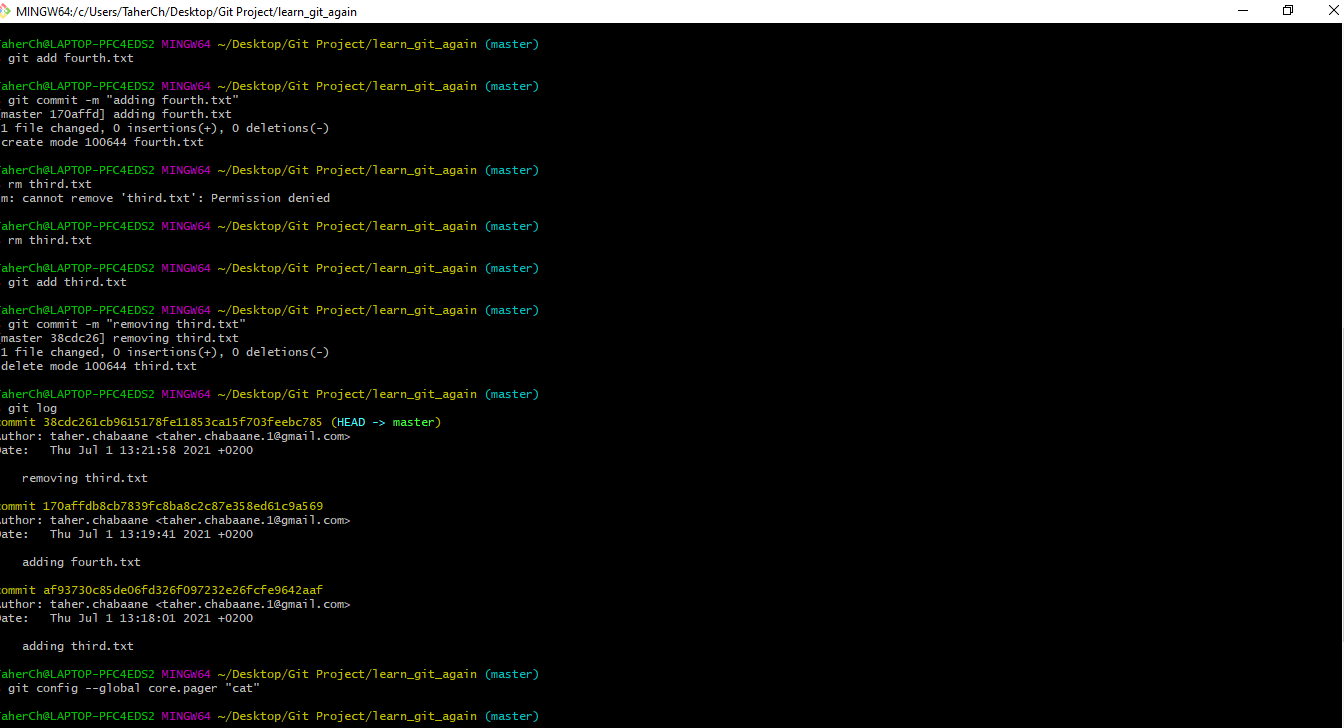 MINGW64:/c/Users/TaherCh/Desktop/Git Project/learn_git_again
aherCh@LAPTOP-PFC4EDS2 MINGW64 ~/Desktop/Git Project/learn_git_again (master)
git add fourth.txt
aherCh@LAPTOP-PFC4EDS2 MINGW64 ~/Desktop/Git Project/learn_git_again (master)
git commit -m "adding fourth.txt"
master 170affd] adding fourth.txt
1 file changed, 0 insertions(+), 0 deletions(-)
create mode 100644 fourth.txt
aherCh@LAPTOP-PFC4EDS2 MINGW64 ~/Desktop/Git Project/learn_git_again (master)
rm third.txt
m: cannot remove 'third.txt': Permission denied
aherCh@LAPTOP-PFC4EDS2 MINGW64 ~/Desktop/Git Project/learn_git_again (master)
rm third.txt
aherCh@LAPTOP-PFC4EDS2 MINGW64 ~/Desktop/Git Project/learn_git_again (master)
git add third.txt
aherCh@LAPTOP-PFC4EDS2 MINGW64 ~/Desktop/Git Project/learn_git_again (master)
git commit -m "removing third.txt"
master 38cdc26] removing third.txt
1 file changed, 0 insertions(+), 0 deletions(-)
delete mode 100644 third.txt
aherCh@LAPTOP-PFC4EDS2 MINGW64 ~/Desktop/Git Project/learn_git_again (master)
git log
ommit 38cdc261cb9615178fe11853ca15f703feebc785 (HEAD -> master)
uthor: taher.chabaane <taher.chabaane.1@gmail.com>
ate:   Thu Jul 1 13:21:58 2021 +0200
removing third.txt
ommit 170affdb8cb7839fc8ba8c2c87e358ed61c9a569
uthor: taher.chabaane <taher.chabaane.1@gmail.com>
ate:   Thu Jul 1 13:19:41 2021 +0200
adding fourth.txt
ommit af93730c85de06fd326f097232e26fcfe9642aaf
uthor: taher.chabaane <taher.chabaane.1@gmail.com>
ate:   Thu Jul 1 13:18:01 2021 +0200
adding third.txt
aherCh@LAPTOP-PFC4EDS2 MINGW64 ~/Desktop/Git Project/learn_git_again (master)
git config --global core.pager "cat"
aherCh@LAPTOP-PFC4EDS2 MINGW64 ~/Desktop/Git Project/learn_git_again (master)